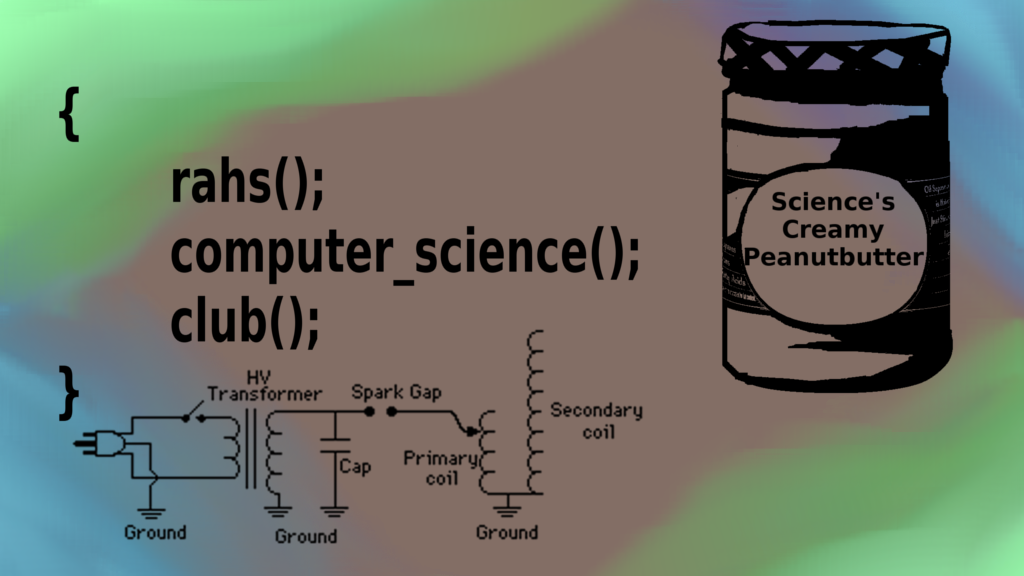 {
rahs();
computer_science();
club();
}
Science's
Creamy
Peanutbutter
HV
Transformer
Spark Gap
Secondary
coil
Cap
Primary
coil
Ground
Ground
Ground